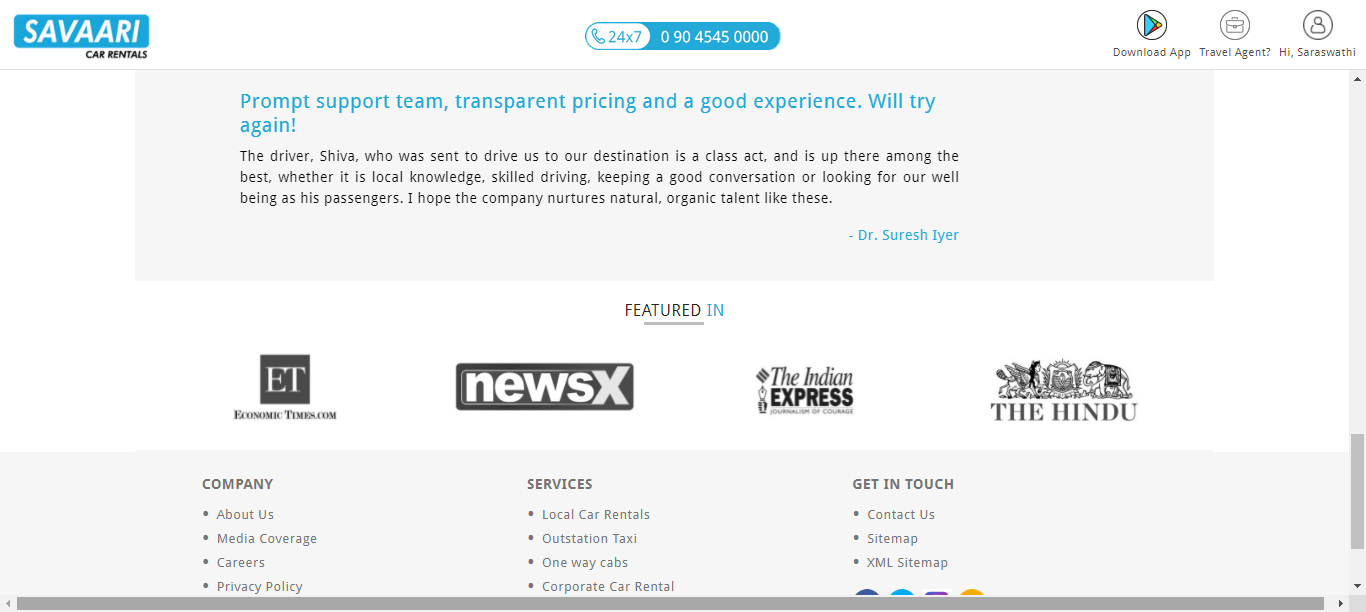 SAVAARI
CAR RENTALS
24x7 0 90 4545 0000
Download App
Travel Agent?
Hi, Saraswathi
Prompt support team, transparent pricing and a good experience. Will try
again!
The driver, Shiva, who was sent to drive us to our destination is a class act, and is up there among the
best, whether it is local knowledge, skilled driving, keeping a good conversation or looking for our well
being as his passengers. I hope the company nurtures natural, organic talent like these.
- Dr. Suresh Iyer
FEATURED IN
ET
ECONOMIC TIMES.COM
newsX
The Indian
EXPRESS
JOURNALISM OF COURAGE
THE HINDU
COMPANY
• About Us
• Media Coverage
• Careers
• Privacy Policy
SERVICES
• Local Car Rentals
• Outstation Taxi
• One way cabs
• Corporate Car Rental
GET IN TOUCH
• Contact Us
• Sitemap
• XML Sitemap